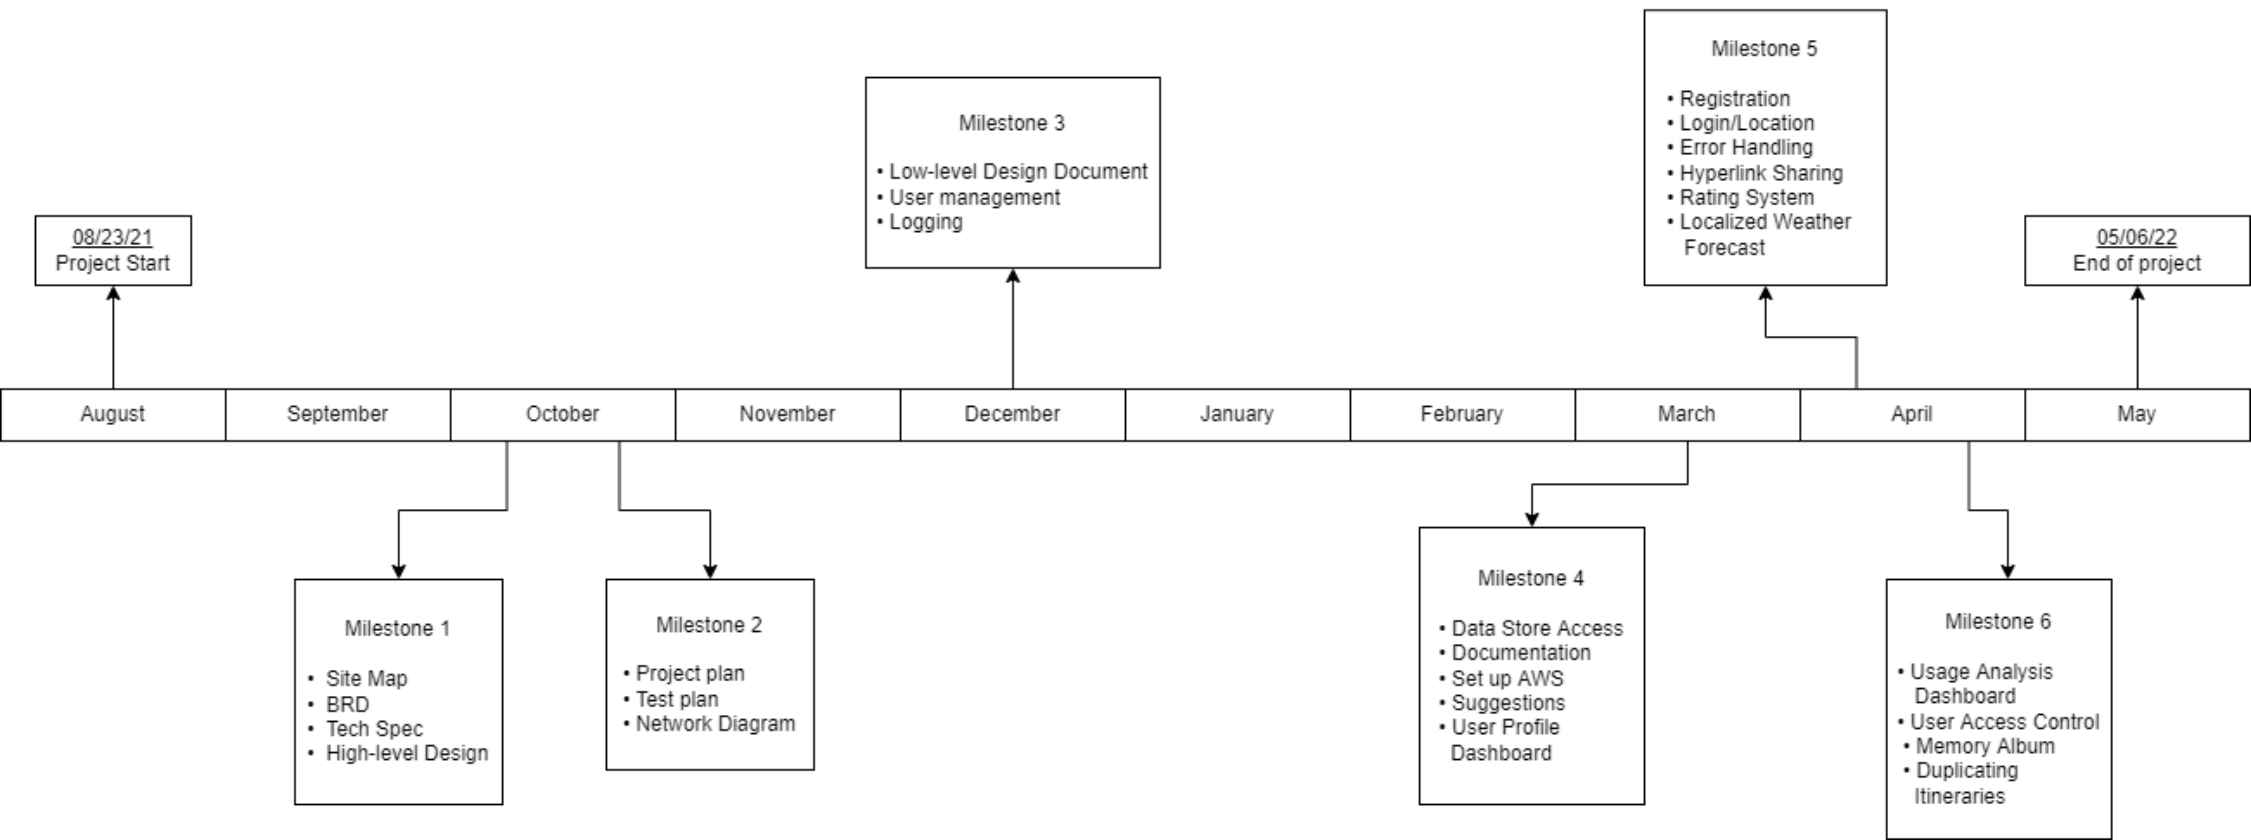 Milestone 5
• Registration
• Login/Location
• Error Handling
• Hyperlink Sharing
• Rating System
• Localized Weather
Forecast
Milestone 3
• Low-level Design Document
• User management
• Logging
08/23/21
Project Start
05/06/22
End of project
August
September
October
November
December
January
February
March
April
May
Milestone 1
• Site Map
• BRD
• Tech Spec
• High-level Design
Milestone 2
• Project plan
• Test plan
• Network Diagram
Milestone 4
• Data Store Access
• Documentation
• Set up AWS
• Suggestions
• User Profile
Dashboard
Milestone 6
• Usage Analysis
Dashboard
• User Access Control
• Memory Album
• Duplicating
Itineraries